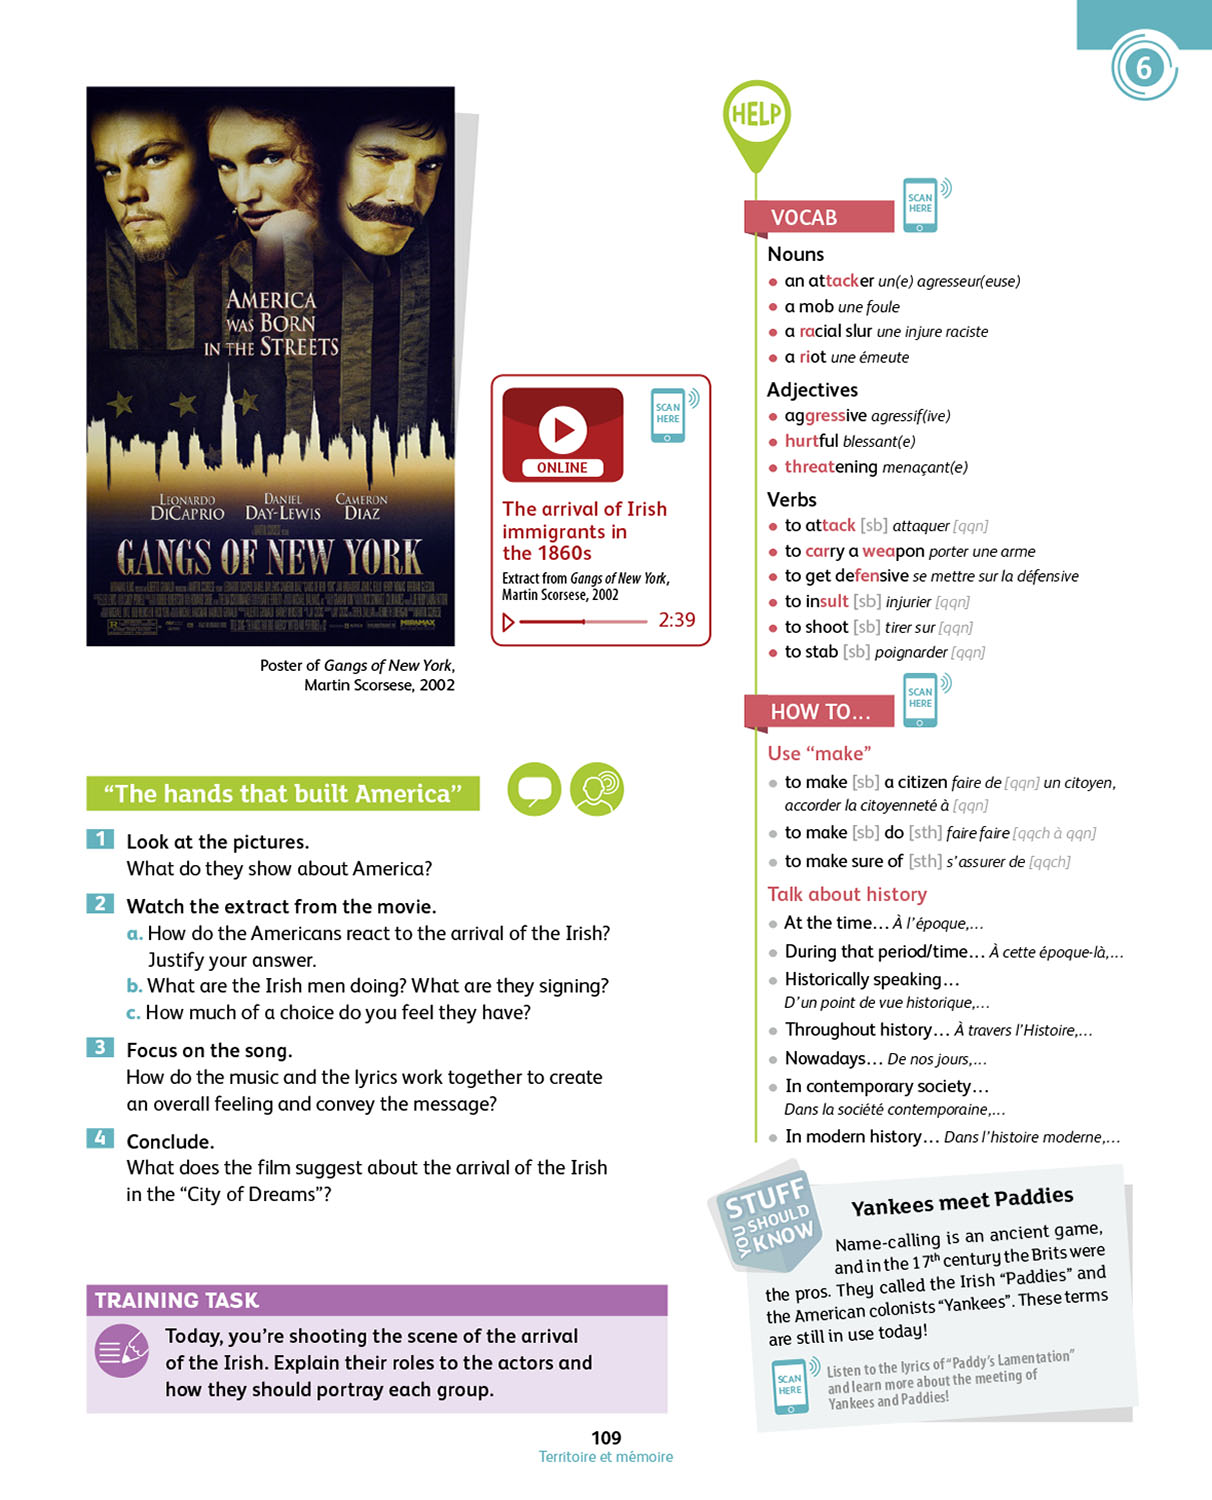 6
AMERICA
WAS BORN
IN THE STREETS
LEONARDO
DICAPRIO
DANIEL
DAY-LEWIS
CAMERON
DIAZ
GANGS OF NEW YORK
MIRAMAX
Poster of Gangs of New York,
Martin Scorsese, 2002
SCAN
HERE
ONLINE
The arrival of Irish
immigrants in
the 1860s
Extract from Gangs of New York,
Martin Scorsese, 2002
2:39
“The hands that built America”
1 Look at the pictures.
What do they show about America?
2 Watch the extract from the movie.
a. How do the Americans react to the arrival of the Irish?
Justify your answer.
b. What are the Irish men doing? What are they signing?
c. How much of a choice do you feel they have?
3 Focus on the song.
How do the music and the lyrics work together to create
an overall feeling and convey the message?
4 Conclude.
What does the film suggest about the arrival of the Irish
in the “City of Dreams”?
TRAINING TASK
Today, you’re shooting the scene of the arrival
of the Irish. Explain their roles to the actors and
how they should portray each group.
HELP
VOCAB
SCAN
HERE
Nouns
• an attacker un(e) agresseur(euse)
• a mob une foule
• a racial slur une injure raciste
• a riot une émeute
Adjectives
• aggressive agressif(ive)
• hurtful blessant(e)
• threatening menaçant(e)
Verbs
• to attack [sb] attaquer [qqn]
• to carry a weapon porter une arme
• to get defensive se mettre sur la défensive
• to insult [sb] injurier [qqn]
• to shoot [sb] tirer sur [qqn]
• to stab [sb] poignarder [qqn]
HOW TO...
SCAN
HERE
Use “make”
• to make [sb] a citizen faire de [qqn] un citoyen,
accorder la citoyenneté à [qqn]
• to make [sb] do [sth] faire faire [qqch à qqn]
• to make sure of [sth] s’assurer de [qqch]
Talk about history
• At the time... À l’époque,...
• During that period/time... À cette époque-là,...
• Historically speaking...
D’un point de vue historique,...
• Throughout history... À travers l’Histoire,...
• Nowadays... De nos jours,...
• In contemporary society...
Dans la société contemporaine,...
• In modern history... Dans l’histoire moderne,...
STUFF
YOU SHOULD
KNOW
Yankees meet Paddies
Name-calling is an ancient game,
and in the 17th century the Brits were
the pros. They called the Irish “Paddies” and
the American colonists “Yankees”. These terms
are still in use today!
SCAN
HERE
Listen to the lyrics of “Paddy’s Lamentation”
and learn more about the meeting of
Yankees and Paddies!
109
Territoire et mémoire